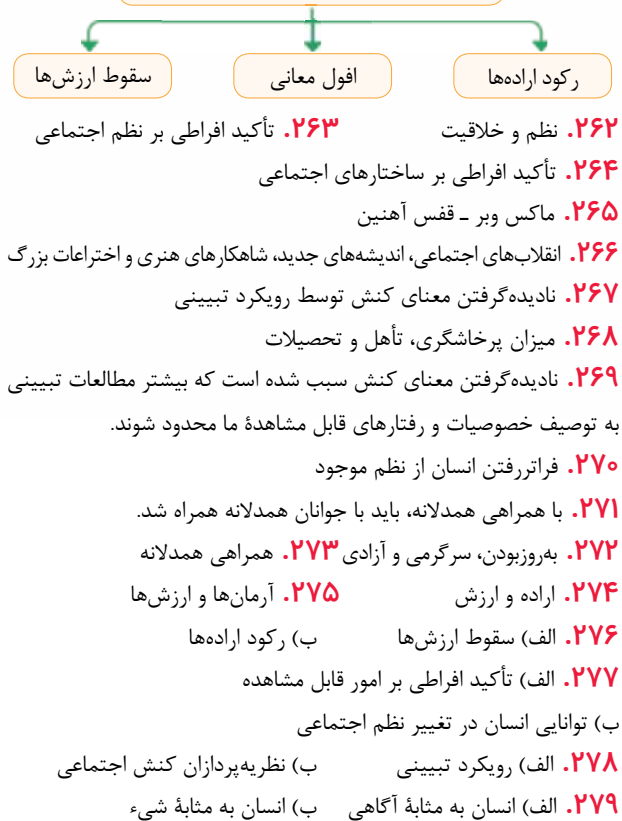 رکود اراده‌ها افول معانی سقوط ارزش‌ها
۲۶۲. نظم و خلاقیت ۲۶۳. تأکید افراطی بر نظم اجتماعی
۲۶۴. تأکید افراطی بر ساختارهای اجتماعی
۲۶۵. ماکس وبر ـ قفس آهنین
۲۶۶. انقلاب‌های اجتماعی، اندیشه‌های جدید، شاهکارهای هنری و اختراعات بزرگ
۲۶۷. نادیده‌گرفتن معنای کنش توسط رویکرد تبیینی
۲۶۸. میزان پرخاشگری، تأهل و تحصیلات
۲۶۹. نادیده‌گرفتن معنای کنش سبب شده است که بیشتر مطالعات تبیینی
به توصیف خصوصیات و رفتارهای قابل مشاهدهٔ ما محدود شوند.
۲۷۰. فراتررفتن انسان از نظم موجود
۲۷۱. با همراهی همدلانه، باید با جوانان همدلانه همراه شد.
۲۷۲. به‌روزبودن، سرگرمی و آزادی ۲۷۳. همراهی همدلانه
۲۷۴. اراده و ارزش ۲۷۵. آرمان‌ها و ارزش‌ها
۲۷۶. الف) سقوط ارزش‌ها ب) رکود اراده‌ها
۲۷۷. الف) تأکید افراطی بر امور قابل مشاهده
ب) توانایی انسان در تغییر نظم اجتماعی
۲۷۸. الف) رویکرد تبیینی ب) نظریه‌پردازان کنش اجتماعی
۲۷۹. الف) انسان به مثابهٔ آگاهی ب) انسان به مثابهٔ شیء